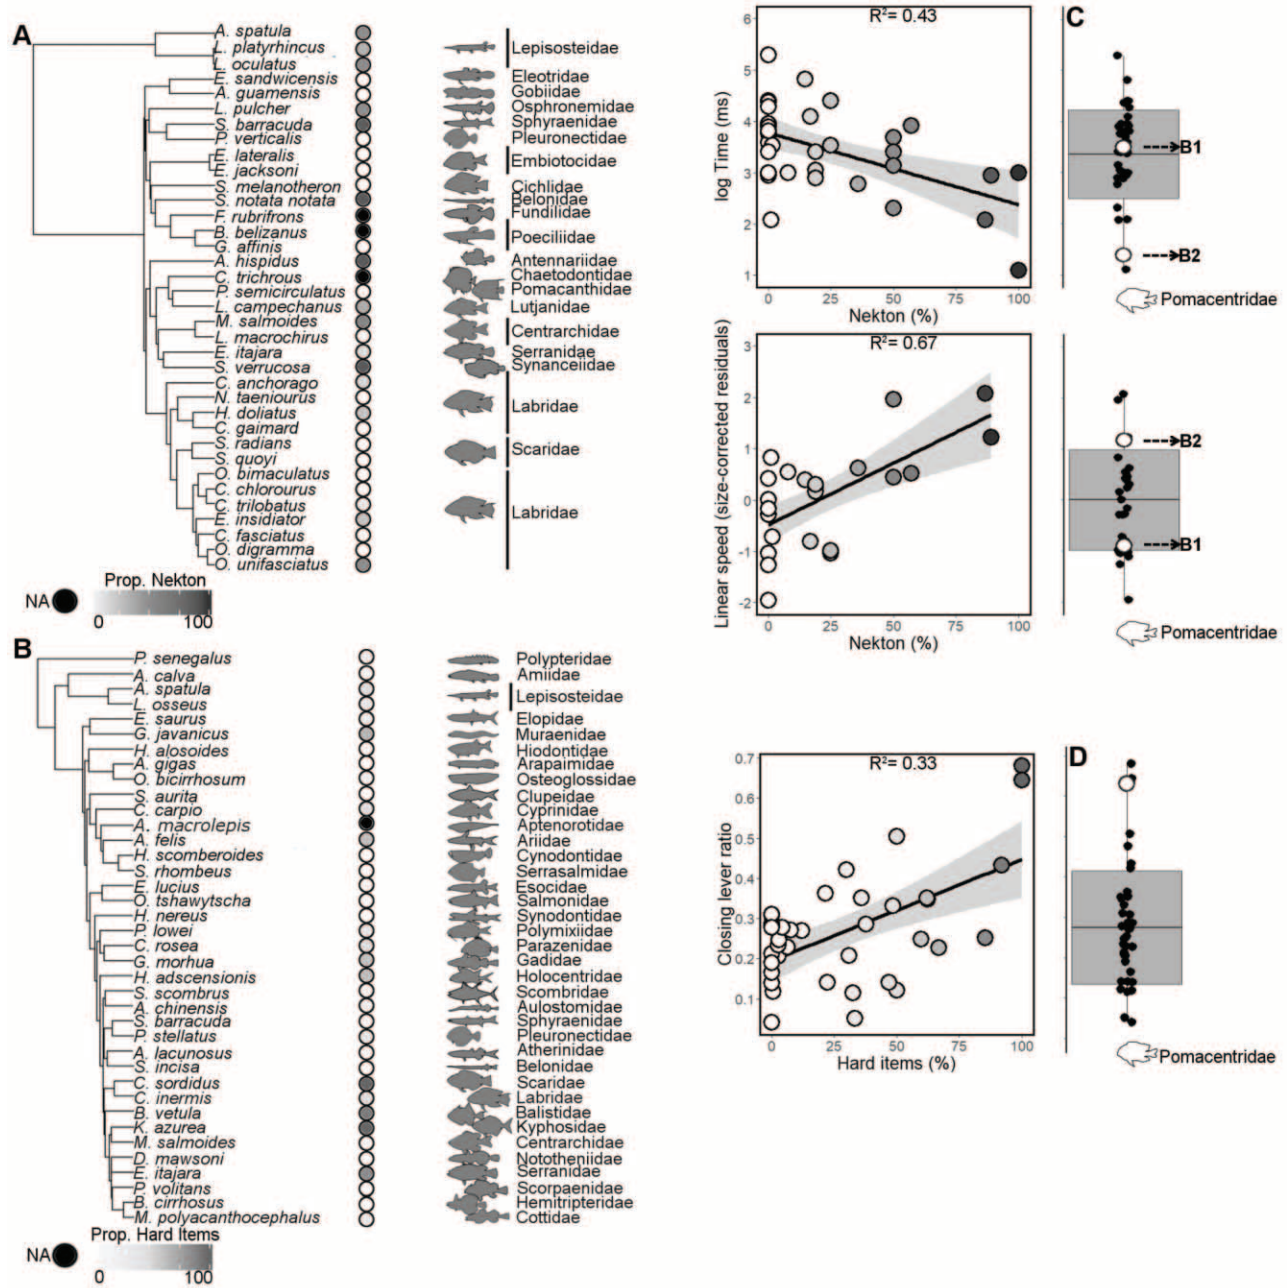 A
A. spatula
L. platyrhincus
L. oculatus
E. sandwicensis
A. guamensis
L. pulcher
S. barracuda
P. verticalis
E. lateralis
E. jacksoni
S. melanotheron
S. notata notata
F. rubrifrons
B. belizanus
G. affinis
A. hispidus
C. trichrous
P. semicirculatus
L. campechanus
M. salmoides
L. macrochirus
E. itajara
S. verrucosa
C. anchorago
N. taeniourus
H. doliatus
C. gaimard
S. radians
S. quoyi
O. bimaculatus
C. chlorourus
C. trilobatus
E. insidiator
C. fasciatus
O. digramma
O. unifasciatus
Lepisosteidae
Eleotridae
Gobiidae
Osphronemidae
Sphyraenidae
Pleuronectidae
Embiotocidae
Cichlidae
Belonidae
Fundilidae
Poeciliidae
Antennariidae
Chaetodontidae
Pomacanthidae
Lutjanidae
Centrarchidae
Serranidae
Synanceiidae
Labridae
Scaridae
Labridae
Prop. Nekton
NA
0 100
B
P. senegalus
A. calva
A. spatula
L. osseus
E. saurus
G. javanicus
H. alosoides
A. gigas
O. bicirrhosum
S. aurita
C. carpio
A. macrolepis
A. felis
H. scomberoides
S. rhombeus
E. lucius
O. tshawytscha
H. nereus
P. lowei
C. rosea
G. morhua
H. adscensionis
S. scombrus
A. chinensis
S. barracuda
P. stellatus
A. lacunosus
S. incisa
C. sordidus
C. inermis
B. vetula
K. azurea
M. salmoides
D. mawsoni
E. itajara
P. volitans
B. cirrhosus
M. polyacanthocephalus
Polypteridae
Amiidae
Lepisosteidae
Elopidae
Muraenidae
Hiodontidae
Arapaimidae
Osteoglossidae
Clupeidae
Cyprinidae
Aptenorotidae
Ariidae
Cynodontidae
Serrasalmidae
Esocidae
Salmonidae
Synodontidae
Polymixiidae
Parazenidae
Gadidae
Holocentridae
Scombridae
Aulostomidae
Sphyraenidae
Pleuronectidae
Atherinidae
Belonidae
Scaridae
Labridae
Balistidae
Kyphosidae
Centrarchidae
Nototheniidae
Serranidae
Scorpaenidae
Hemitripteridae
Cottidae
Prop. Hard Items
NA
0 100
C
R²= 0.43
log Time (ms)
6
5
4
3
2
1
0 25 50 75 100
Nekton (%)
B1
B2
Pomacentridae
R²= 0.67
Linear speed (size-corrected residuals)
3
2
1
0
-1
-2
0 25 50 75 100
Nekton (%)
B2
B1
Pomacentridae
D
R²= 0.33
Closing lever ratio
0.7
0.6
0.5
0.4
0.3
0.2
0.1
0 25 50 75 100
Hard items (%)
Pomacentridae